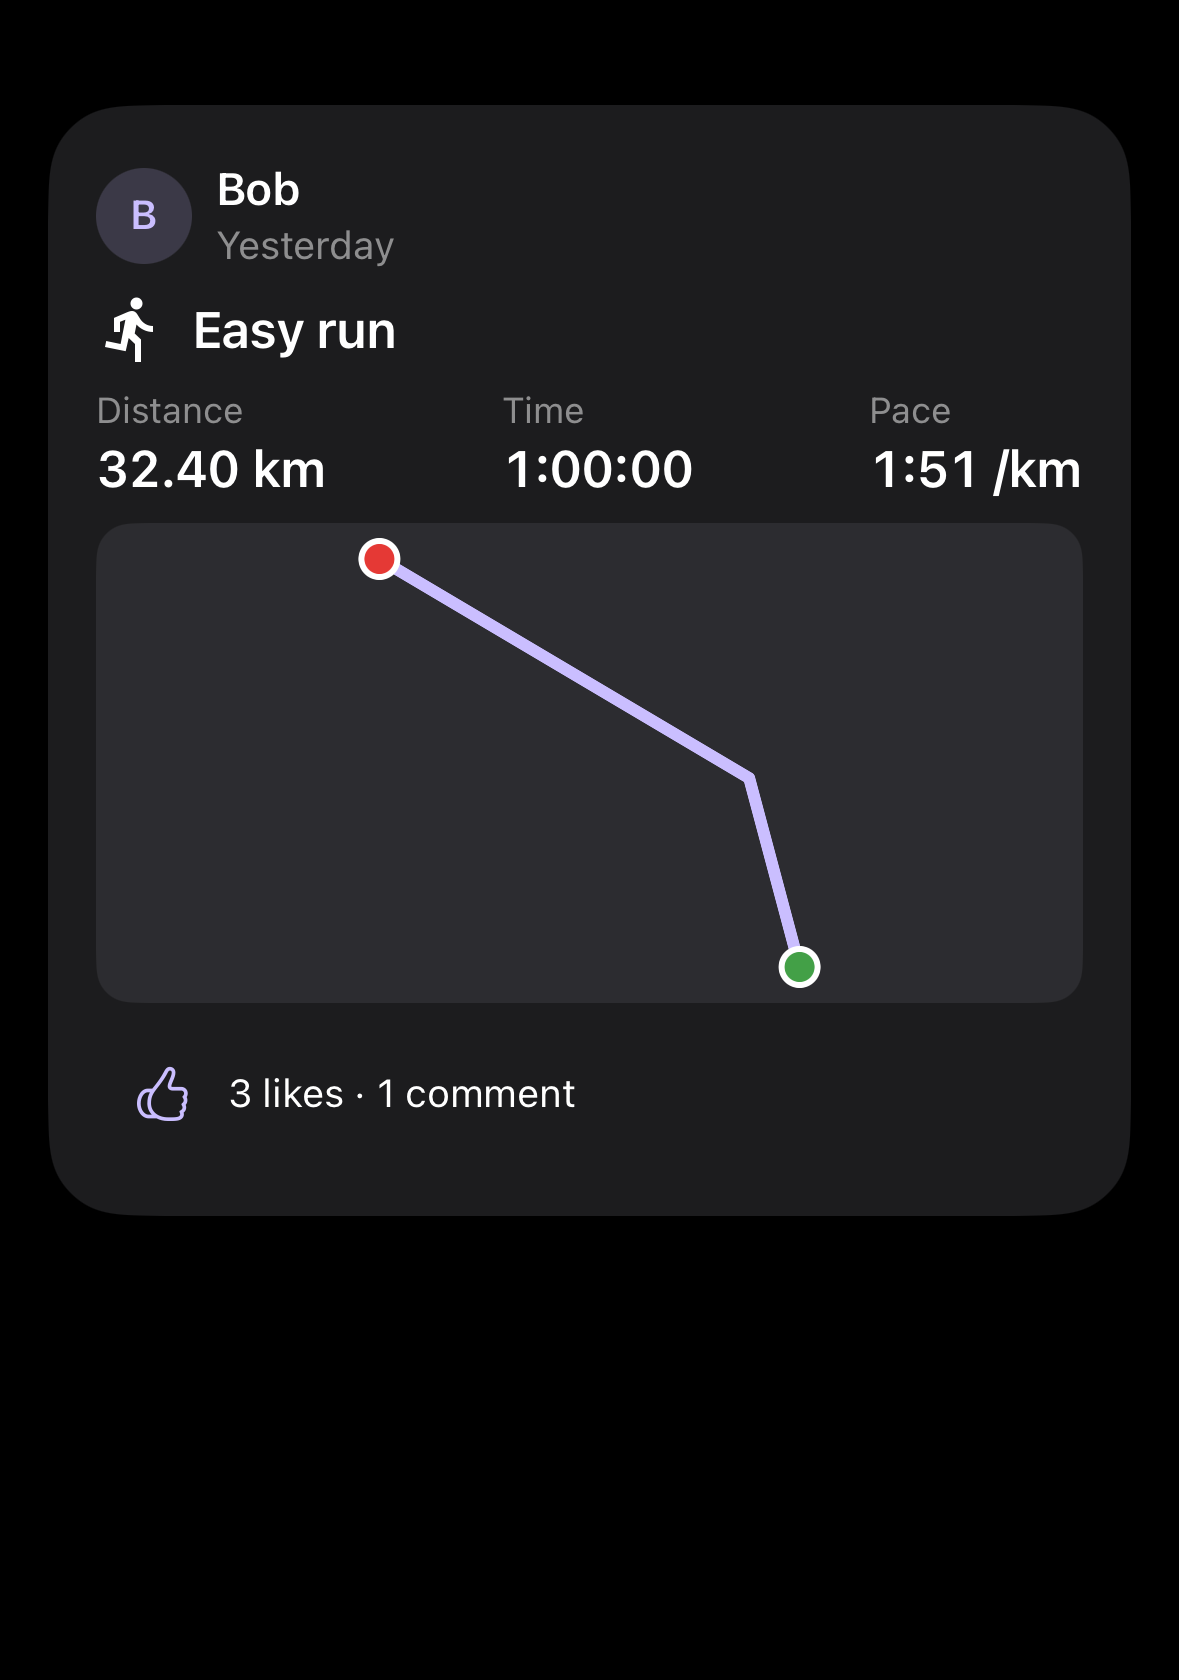 B
Bob
Yesterday
Easy run
Distance Time Pace
32.40 km 1:00:00 1:51 /km
3 likes · 1 comment